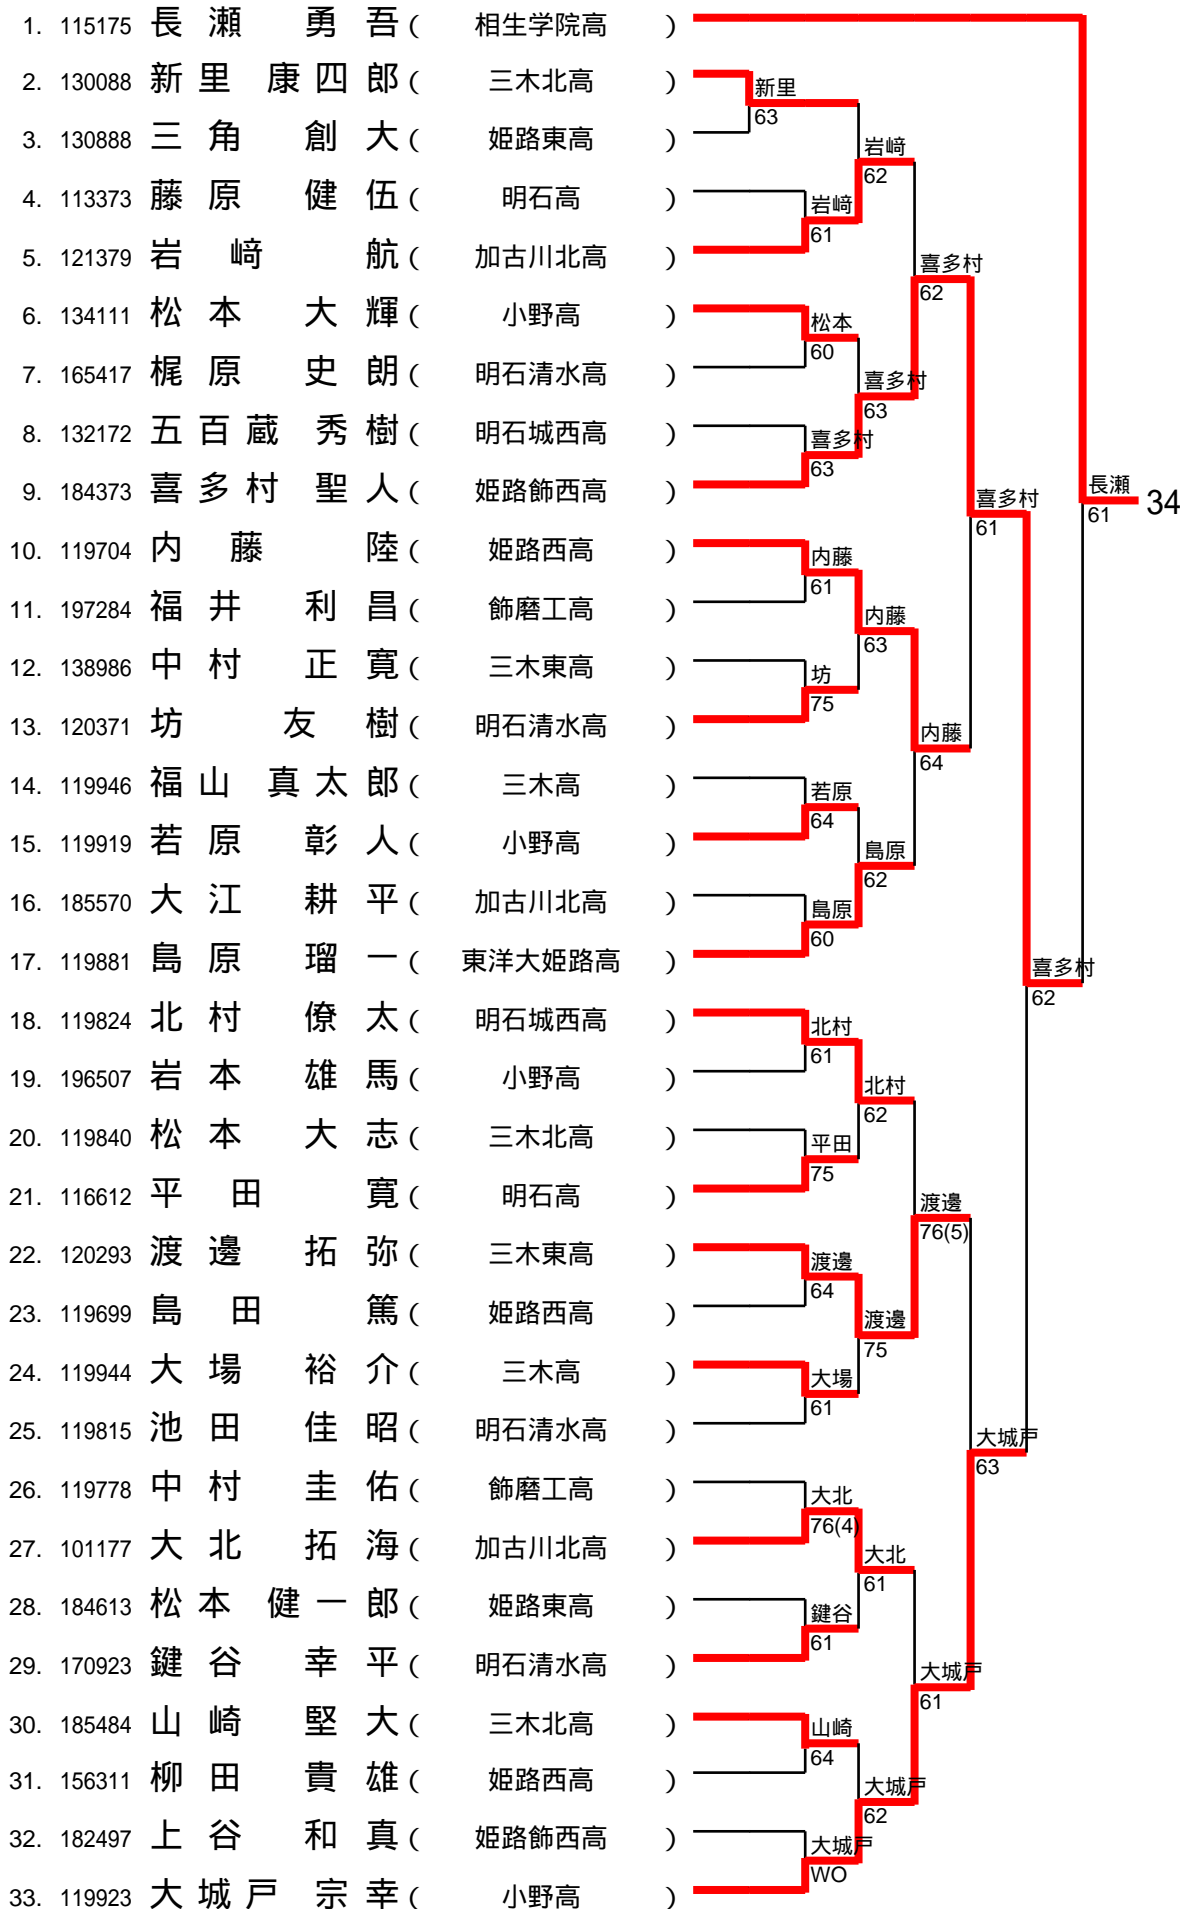 1. 115175 長瀬 勇吾 ( 相生学院高 )
2. 130088 新里 康四郎 ( 三木北高 )
新里
63
3. 130888 三角 創大 ( 姫路東高 )
岩﨑
62
4. 113373 藤原 健伍 ( 明石高 )
岩﨑
61
5. 121379 岩﨑 航 ( 加古川北高 )
喜多村
62
6. 134111 松本 大輝 ( 小野高 )
松本
60
7. 165417 梶原 史朗 ( 明石清水高 )
喜多村
63
8. 132172 五百蔵 秀樹 ( 明石城西高 )
喜多村
63
9. 184373 喜多村 聖人 ( 姫路飾西高 )
喜多村
61
長瀬
61
34
10. 119704 内藤 陸 ( 姫路西高 )
内藤
61
11. 197284 福井 利昌 ( 飾磨工高 )
内藤
63
12. 138986 中村 正寛 ( 三木東高 )
坊
75
13. 120371 坊 友樹 ( 明石清水高 )
内藤
64
14. 119946 福山 真太郎 ( 三木高 )
若原
64
15. 119919 若原 彰人 ( 小野高 )
島原
62
16. 185570 大江 耕平 ( 加古川北高 )
島原
60
17. 119881 島原 瑠一 ( 東洋大姫路高 )
喜多村
62
18. 119824 北村 僚太 ( 明石城西高 )
北村
61
19. 196507 岩本 雄馬 ( 小野高 )
北村
62
20. 119840 松本 大志 ( 三木北高 )
平田
75
21. 116612 平田 寛 ( 明石高 )
渡邊
76(5)
22. 120293 渡邊 拓弥 ( 三木東高 )
渡邊
64
23. 119699 島田 篤 ( 姫路西高 )
渡邊
75
24. 119944 大場 裕介 ( 三木高 )
大場
61
25. 119815 池田 佳昭 ( 明石清水高 )
大城戸
63
26. 119778 中村 圭佑 ( 飾磨工高 )
大北
76(4)
27. 101177 大北 拓海 ( 加古川北高 )
大北
61
28. 184613 松本 健一郎 ( 姫路東高 )
鍵谷
61
29. 170923 鍵谷 幸平 ( 明石清水高 )
大城戸
61
30. 185484 山崎 堅大 ( 三木北高 )
山崎
64
31. 156311 柳田 貴雄 ( 姫路西高 )
大城戸
62
32. 182497 上谷 和真 ( 姫路飾西高 )
大城戸
WO
33. 119923 大城戸 宗幸 ( 小野高 )